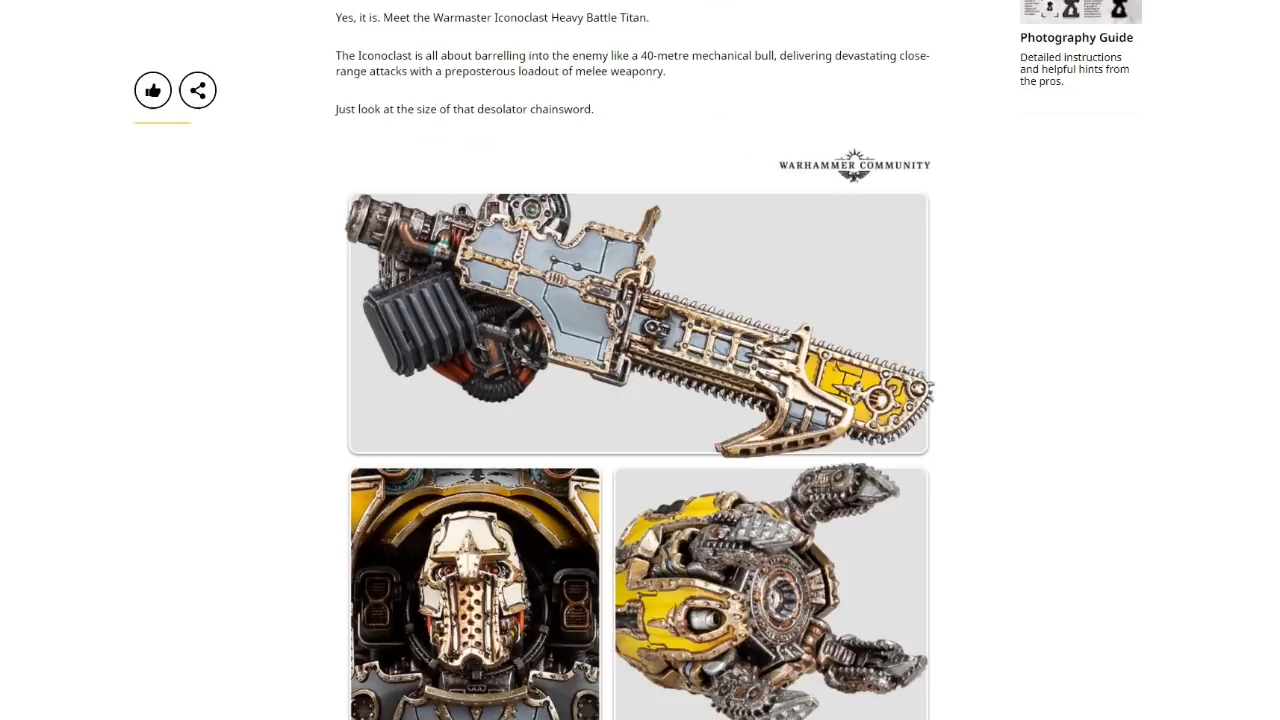 Yes, it is. Meet the Warmaster Iconoclast Heavy Battle Titan.
The Iconoclast is all about barrelling into the enemy like a 40-metre mechanical bull, delivering devastating close-
range attacks with a preposterous loadout of melee weaponry.
Just look at the size of that desolator chainsword.
WARHAMMER COMMUNITY
Photography Guide
Detailed instructions
and helpful hints from
the pros.